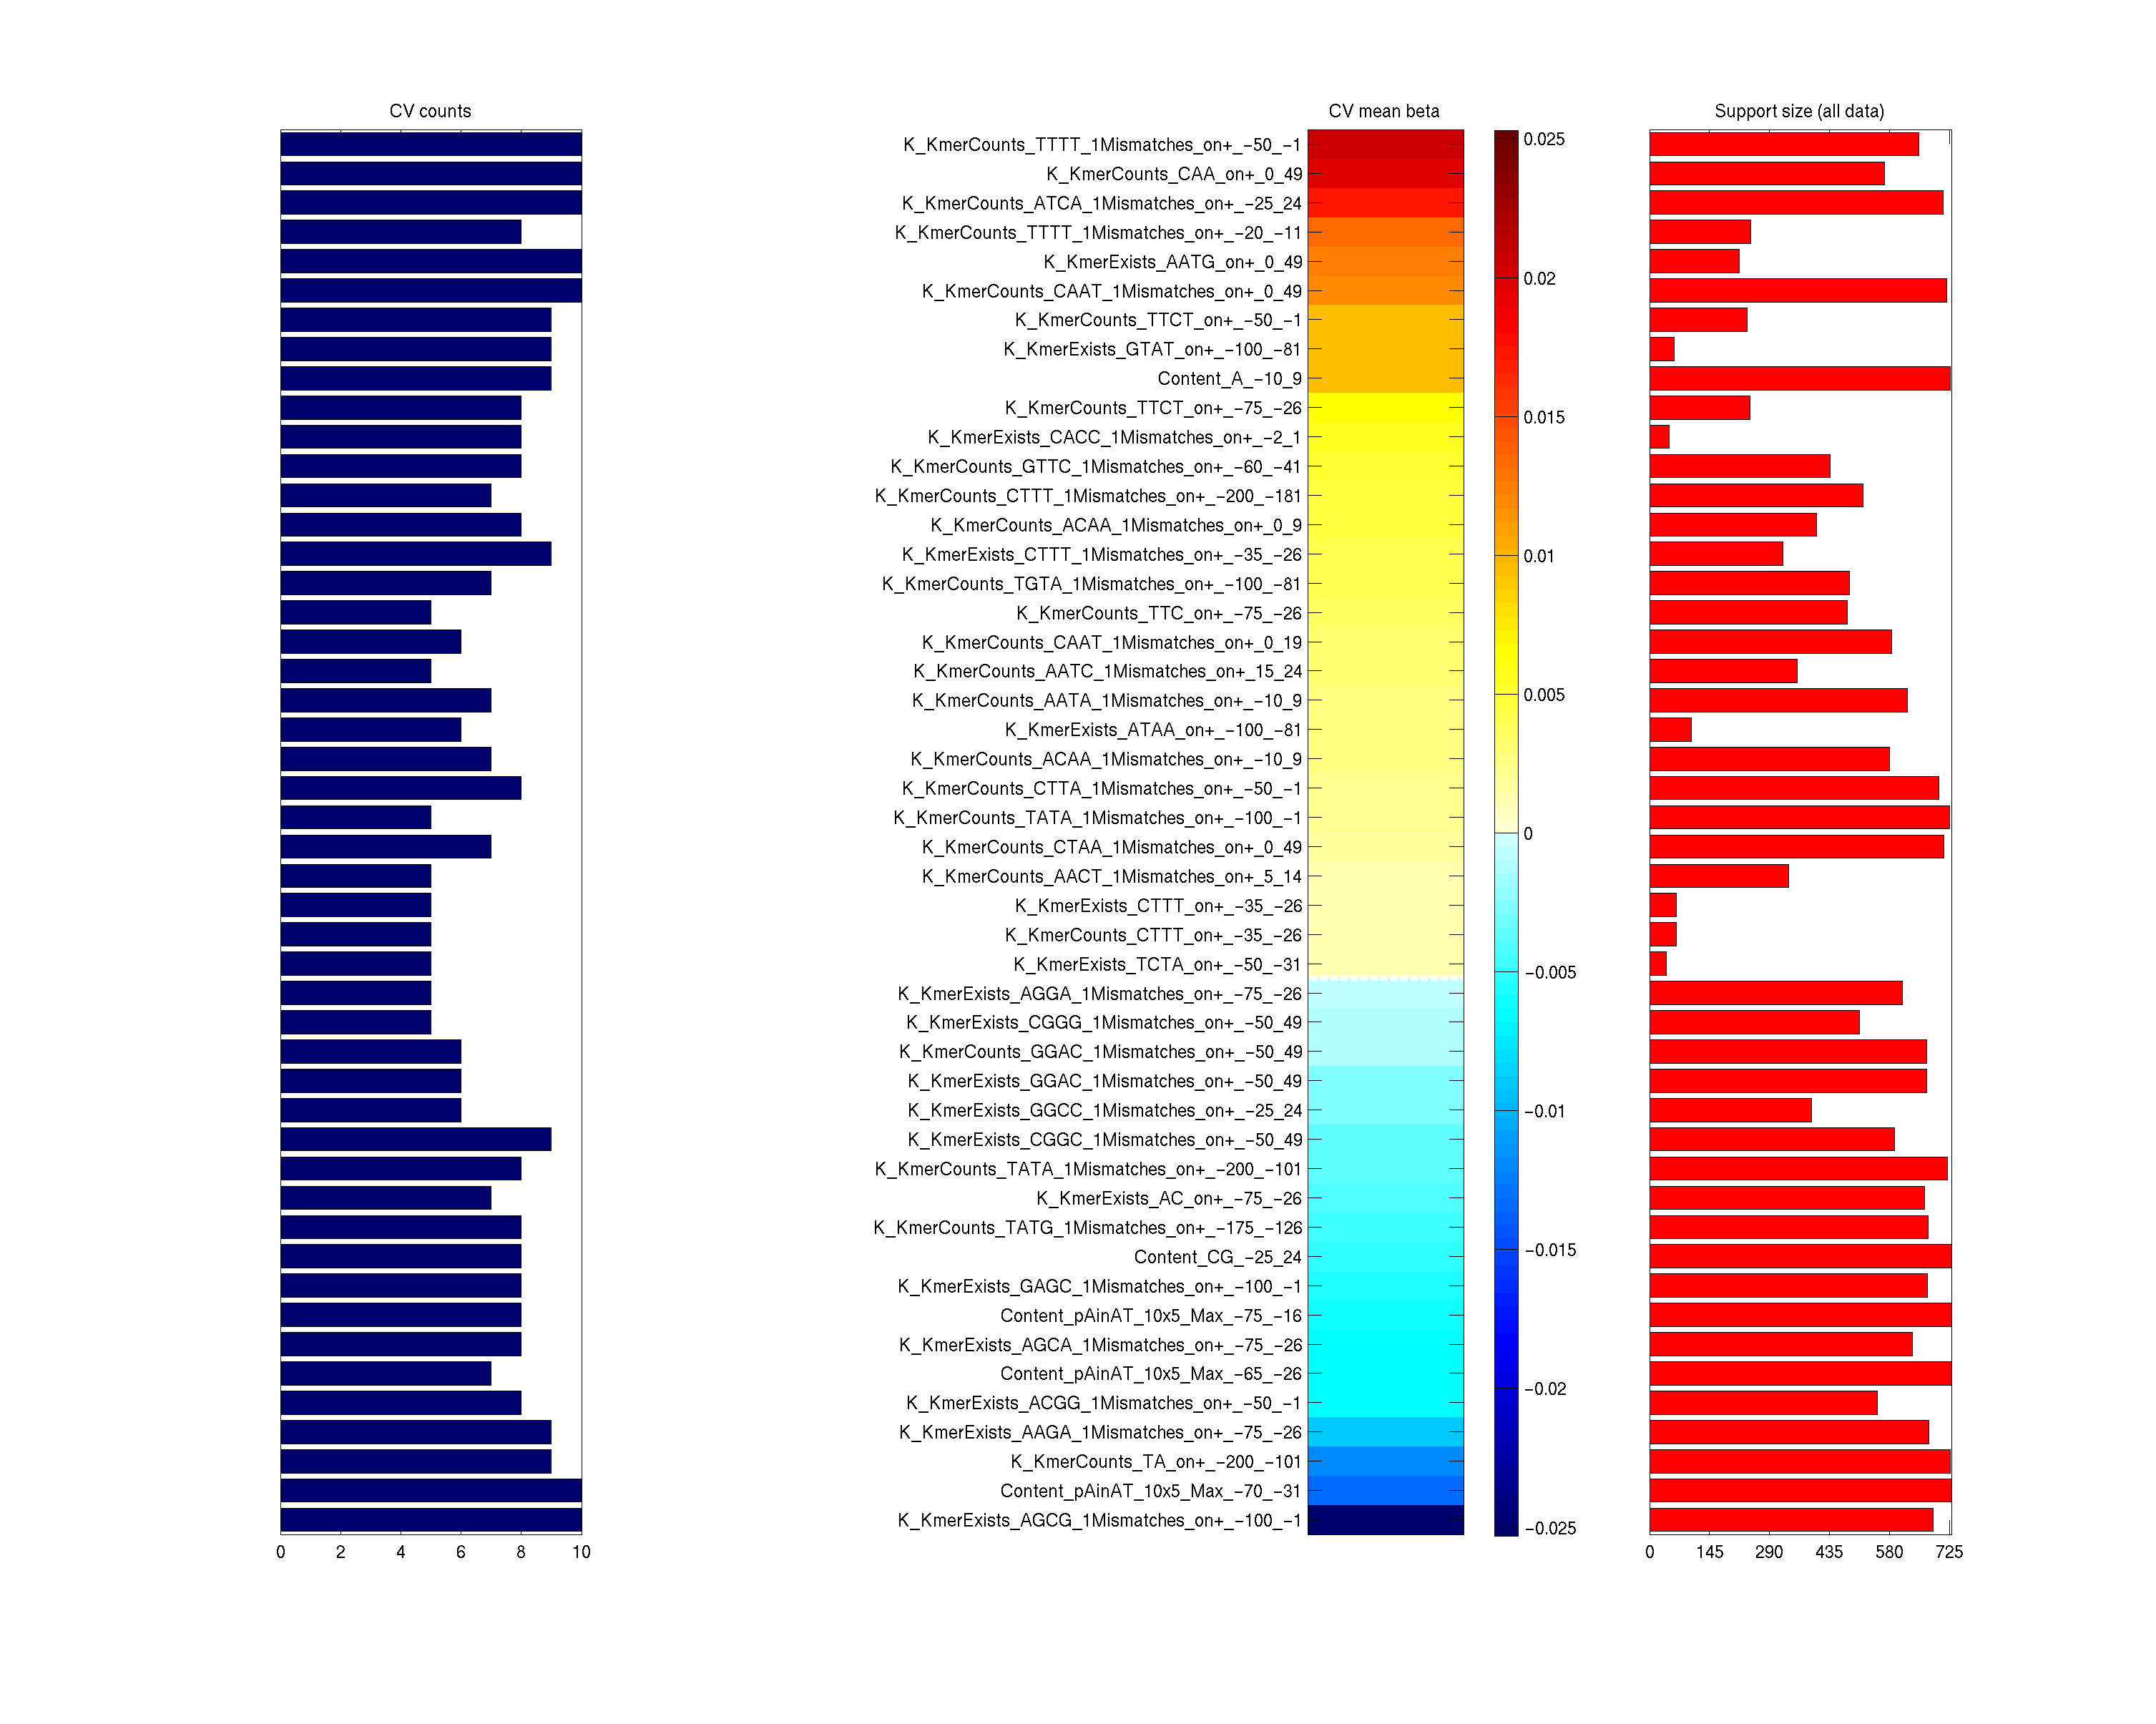 CV counts
0 2 4 6 8 10
CV mean beta
K_KmerCounts_TTTT_1Mismatches_on+_−50_−1
K_KmerCounts_CAA_on+_0_49
K_KmerCounts_ATCA_1Mismatches_on+_−25_24
K_KmerCounts_TTTT_1Mismatches_on+_−20_−11
K_KmerExists_AATG_on+_0_49
K_KmerCounts_CAAT_1Mismatches_on+_0_49
K_KmerCounts_TTCT_on+_−50_−1
K_KmerExists_GTAT_on+_−100_−81
Content_A_−10_9
K_KmerCounts_TTCT_on+_−75_−26
K_KmerExists_CACC_1Mismatches_on+_−2_1
K_KmerCounts_GTTC_1Mismatches_on+_−60_−41
K_KmerCounts_CTTT_1Mismatches_on+_−200_−181
K_KmerCounts_ACAA_1Mismatches_on+_0_9
K_KmerExists_CTTT_1Mismatches_on+_−35_−26
K_KmerCounts_TGTA_1Mismatches_on+_−100_−81
K_KmerCounts_TTC_on+_−75_−26
K_KmerCounts_CAAT_1Mismatches_on+_0_19
K_KmerCounts_AATC_1Mismatches_on+_15_24
K_KmerCounts_AATA_1Mismatches_on+_−10_9
K_KmerExists_ATAA_on+_−100_−81
K_KmerCounts_ACAA_1Mismatches_on+_−10_9
K_KmerCounts_CTTA_1Mismatches_on+_−50_−1
K_KmerCounts_TATA_1Mismatches_on+_−100_−1
K_KmerCounts_CTAA_1Mismatches_on+_0_49
K_KmerCounts_AACT_1Mismatches_on+_5_14
K_KmerExists_CTTT_on+_−35_−26
K_KmerCounts_CTTT_on+_−35_−26
K_KmerExists_TCTA_on+_−50_−31
K_KmerExists_AGGA_1Mismatches_on+_−75_−26
K_KmerExists_CGGG_1Mismatches_on+_−50_49
K_KmerCounts_GGAC_1Mismatches_on+_−50_49
K_KmerExists_GGAC_1Mismatches_on+_−50_49
K_KmerExists_GGCC_1Mismatches_on+_−25_24
K_KmerExists_CGGC_1Mismatches_on+_−50_49
K_KmerCounts_TATA_1Mismatches_on+_−200_−101
K_KmerExists_AC_on+_−75_−26
K_KmerCounts_TATG_1Mismatches_on+_−175_−126
Content_CG_−25_24
K_KmerExists_GAGC_1Mismatches_on+_−100_−1
Content_pAinAT_10x5_Max_−75_−16
K_KmerExists_AGCA_1Mismatches_on+_−75_−26
Content_pAinAT_10x5_Max_−65_−26
K_KmerExists_ACGG_1Mismatches_on+_−50_−1
K_KmerExists_AAGA_1Mismatches_on+_−75_−26
K_KmerCounts_TA_on+_−200_−101
Content_pAinAT_10x5_Max_−70_−31
K_KmerExists_AGCG_1Mismatches_on+_−100_−1
0.025
0.02
0.015
0.01
0.005
0
−0.005
−0.01
−0.015
−0.02
−0.025
Support size (all data)
0 145 290 435 580 725